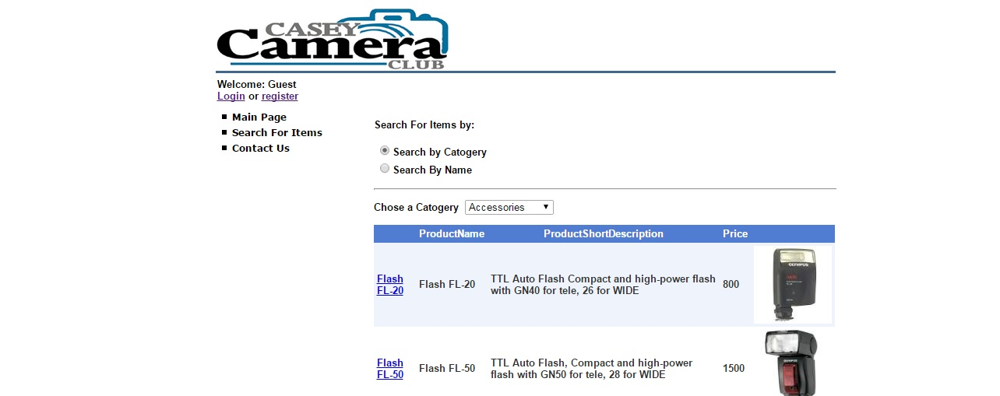 CASEY
Camera
CLUB
Welcome: Guest
Login or register
Main Page
Search For Items
Contact Us
Search For Items by:
Search by Catogery
Search By Name
Chose a Catogery Accessories
ProductName ProductShortDescription Price
Flash FL-20 Flash FL-20 TTL Auto Flash Compact and high-power flash with GN40 for tele, 26 for WIDE 800
OLYMPUS
Flash FL-50 Flash FL-50 TTL Auto Flash, Compact and high-power flash with GN50 for tele, 28 for WIDE 1500
OLYMPUS